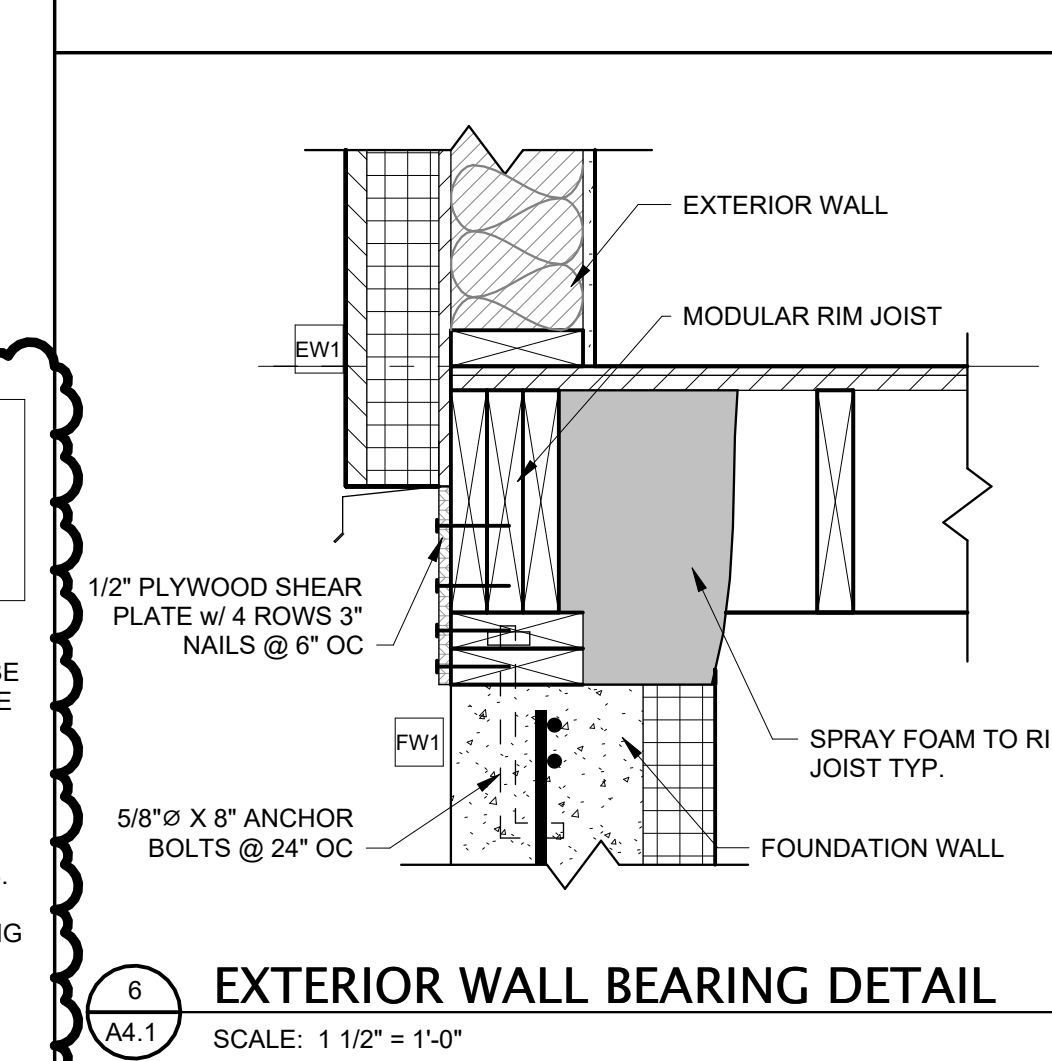 EXTERIOR WALL
MODULAR RIM JOIST
EW1
1/2" PLYWOOD SHEAR
PLATE w/ 4 ROWS 3"
NAILS @ 6" OC
BE
E
FW1
SPRAY FOAM TO RI
JOIST TYP.
5/8"Ø X 8" ANCHOR
BOLTS @ 24" OC
FOUNDATION WALL
.
NG
6
A4.1
EXTERIOR WALL BEARING DETAIL
SCALE: 1 1/2" = 1'-0"